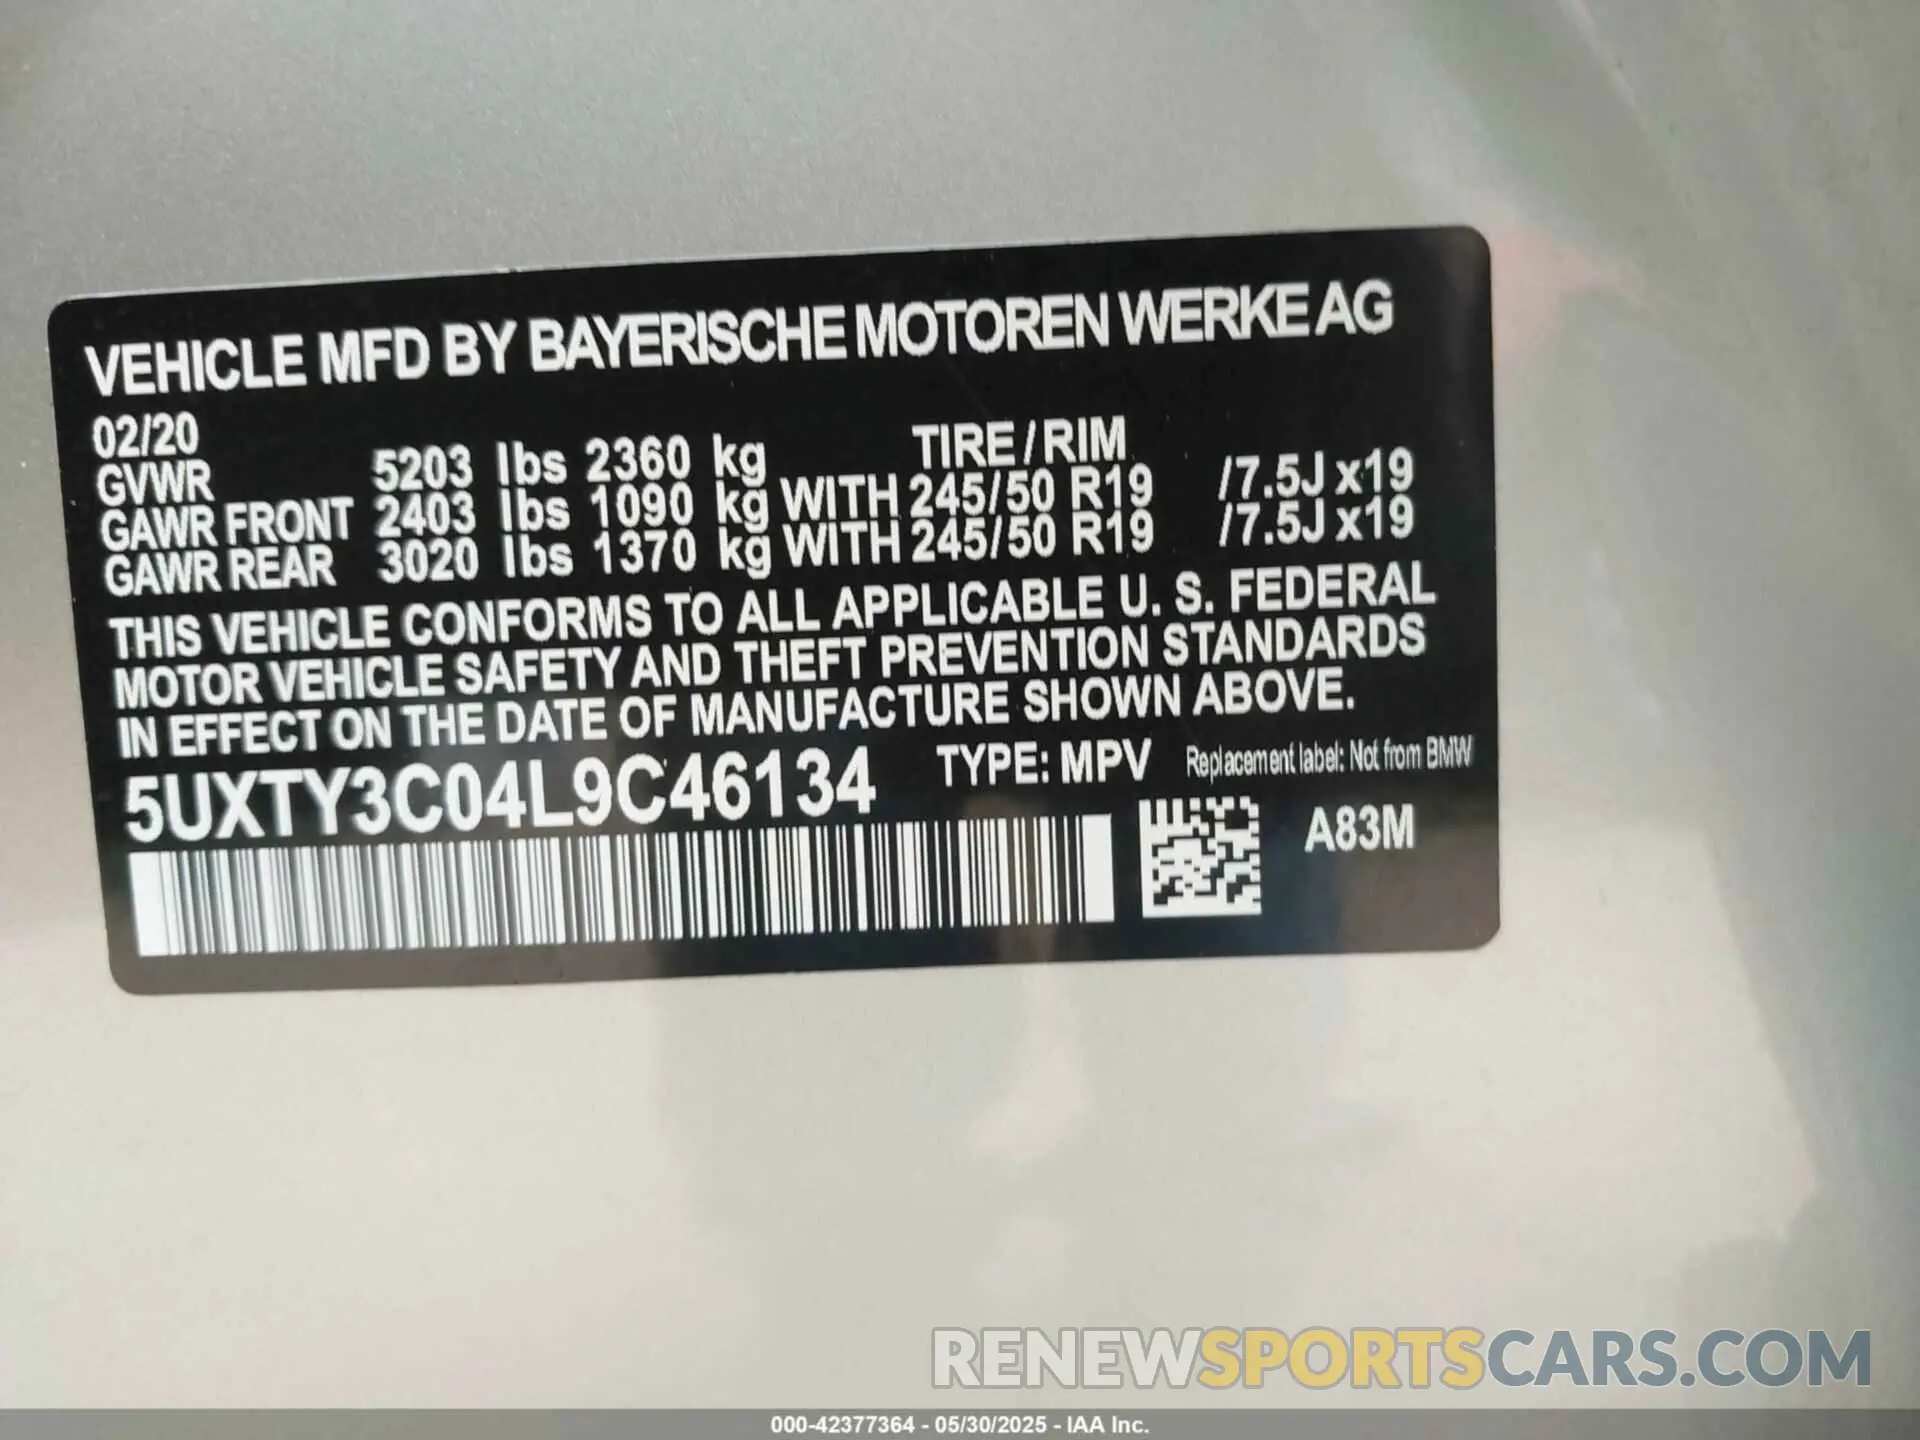 VEHICLE MFD BY BAYERISCHE MOTOREN WERKE AG
02/20 TIRE/RIM
GVWR 5203 lbs 2360 kg
GAWR FRONT 2403 lbs 1090 kg WITH 245/50 R19 /7.5J x19
GAWR REAR 3020 lbs 1370 kg WITH 245/50 R19 /7.5J x19
THIS VEHICLE CONFORMS TO ALL APPLICABLE U. S. FEDERAL
MOTOR VEHICLE SAFETY AND THEFT PREVENTION STANDARDS
IN EFFECT ON THE DATE OF MANUFACTURE SHOWN ABOVE.
5UXTY3C04L9C46134 TYPE: MPV Replacement label: Not from BMW
A83M
RENEWSPORTSCARS.COM
000-42377364 - 05/30/2025 - IAA Inc.